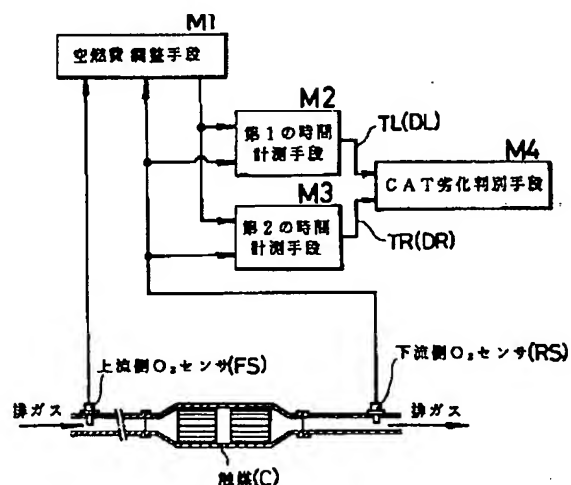 M1
空燃費調整手段
M2
第1の時間
計測手段
TL(DL)
M4
CAT劣化判別手段
M3
第2の時間
計測手段
TR(DR)
上流側O₂センサ(FS)
下流側O₂センサ(RS)
排ガス
排ガス
触媒(C)